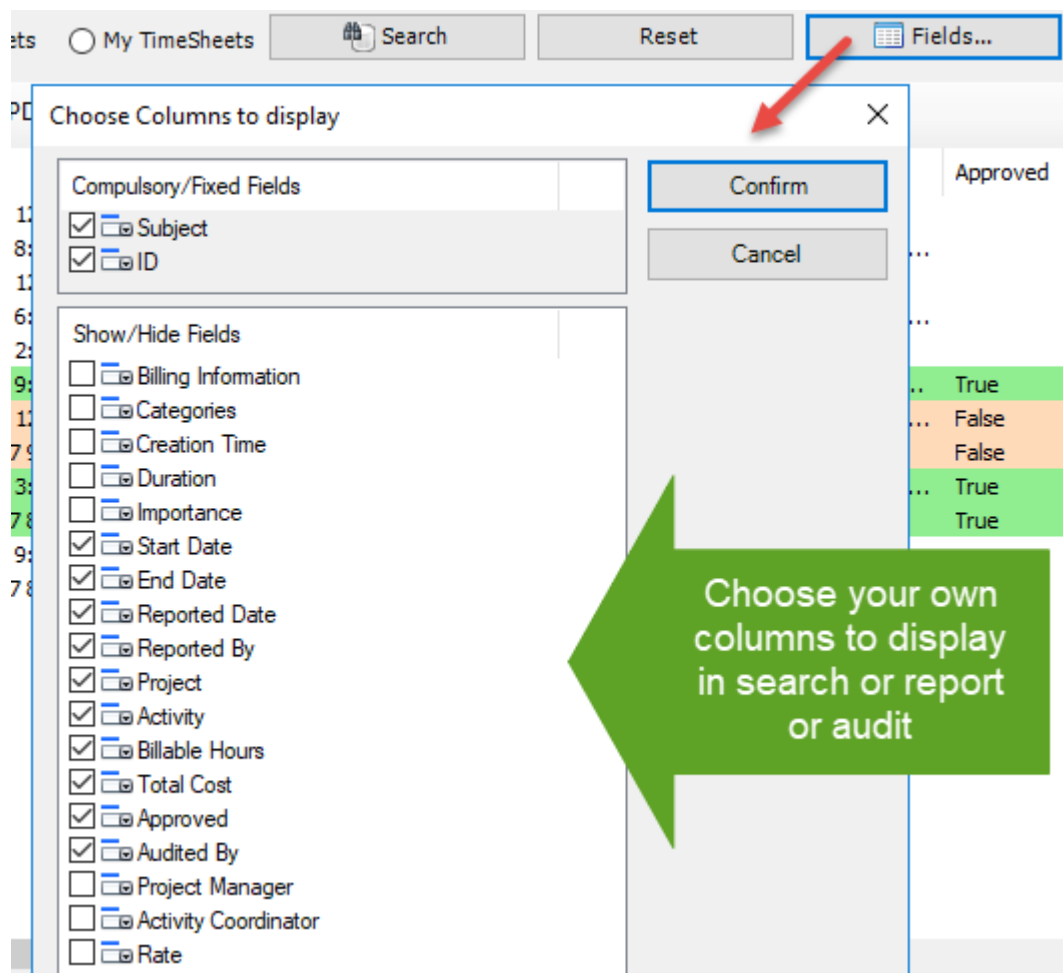 ets My TimeSheets Search Reset Fields...
Choose Columns to display
Approved
Compulsory/Fixed Fields
Confirm
Subject
ID
Cancel
Show/Hide Fields
Billing Information
Categories
Creation Time
Duration
Importance
Start Date
End Date
Reported Date
Reported By
Project
Activity
Billable Hours
Total Cost
Approved
Audited By
Project Manager
Activity Coordinator
Rate
True
False
False
True
True
Choose your own
columns to display
in search or report
or audit